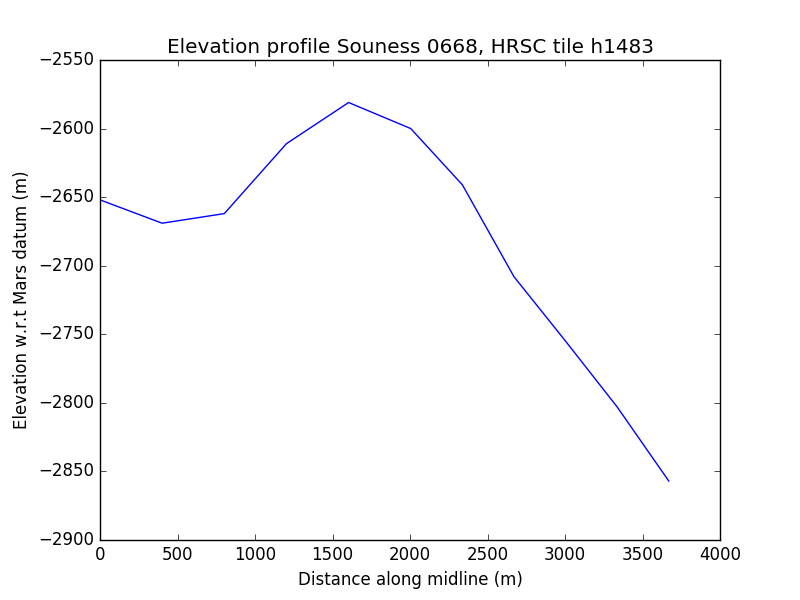 Elevation profile Souness 0668, HRSC tile h1483
−2550
−2600
−2650
−2700
−2750
−2800
−2850
−2900
Elevation w.r.t Mars datum (m)
0 500 1000 1500 2000 2500 3000 3500 4000
Distance along midline (m)